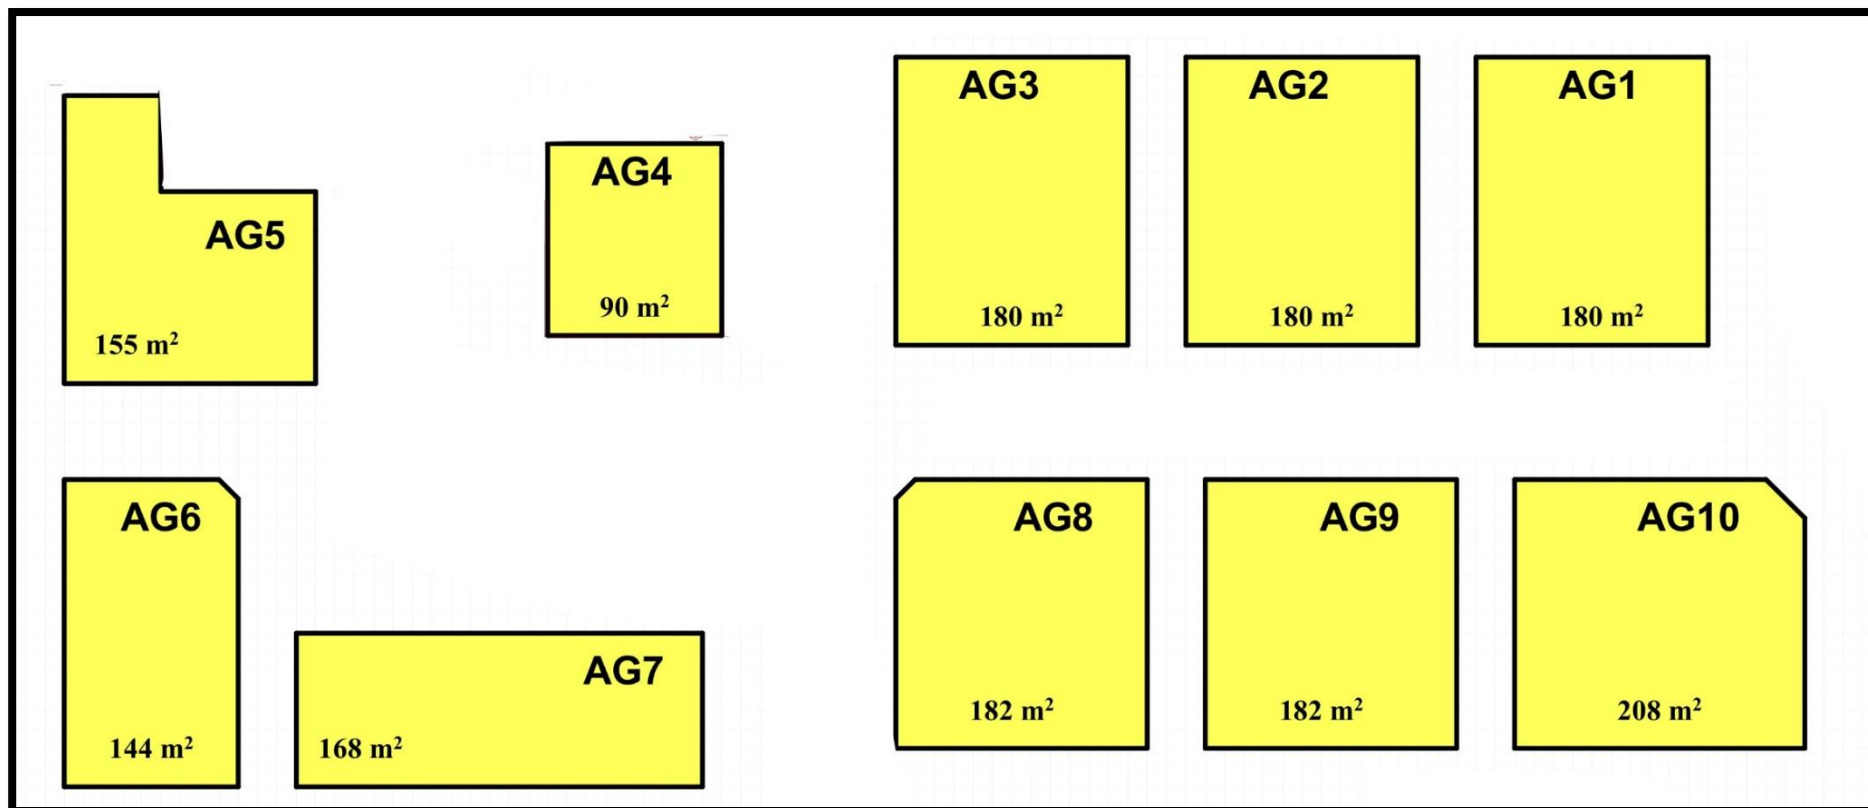 AG3
AG2
AG1
180 m²
180 m²
180 m²
AG4
90 m²
AG5
155 m²
AG6
144 m²
AG7
168 m²
AG8
182 m²
AG9
182 m²
AG10
208 m²